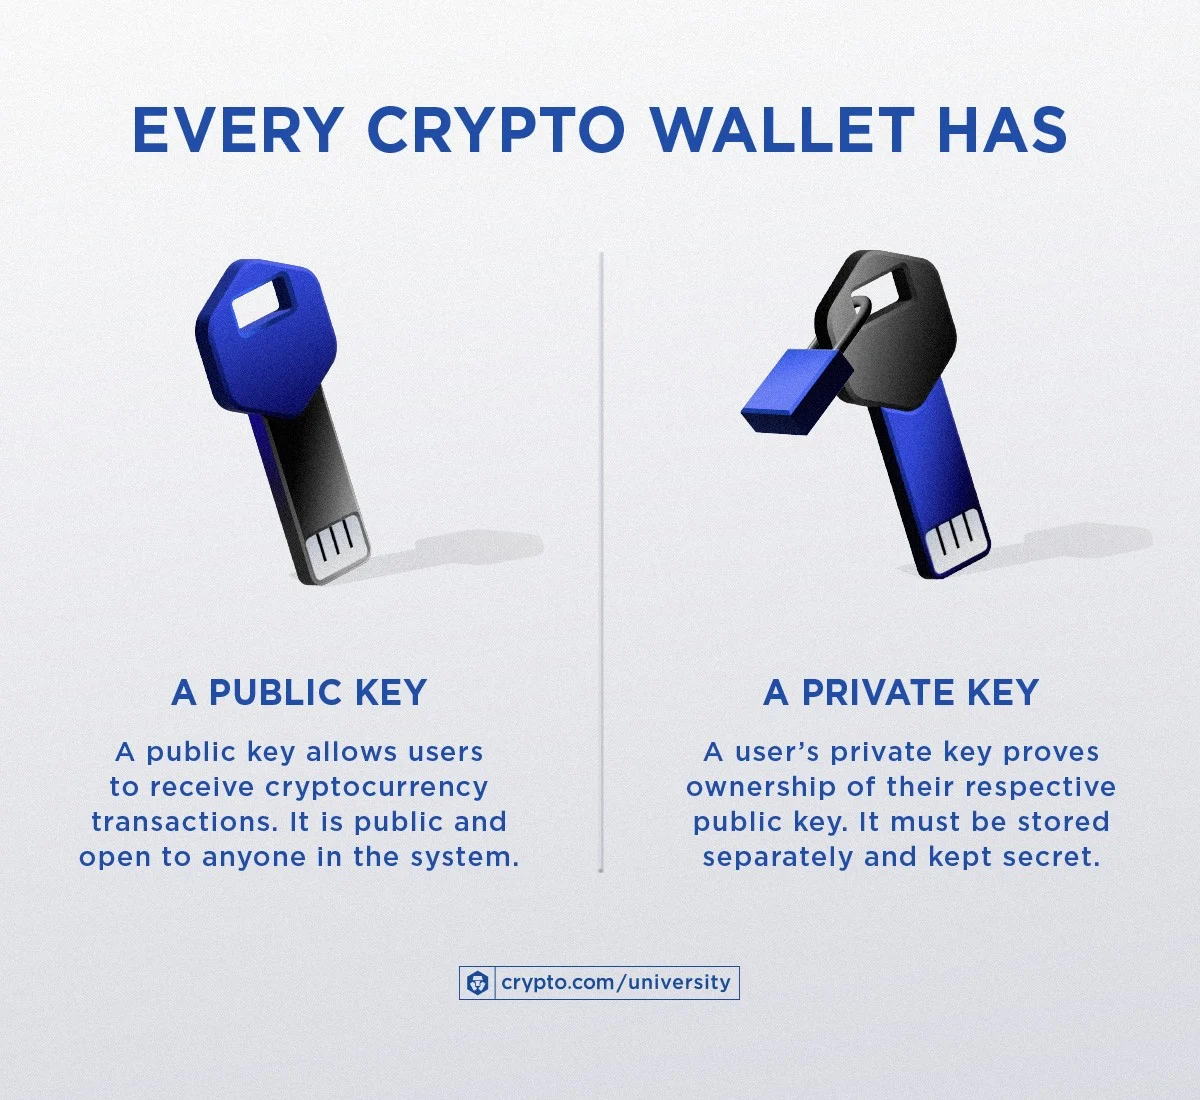 EVERY CRYPTO WALLET HAS
A PUBLIC KEY
A public key allows users
to receive cryptocurrency
transactions. It is public and
open to anyone in the system.
A PRIVATE KEY
A user’s private key proves
ownership of their respective
public key. It must be stored
separately and kept secret.
crypto.com/university